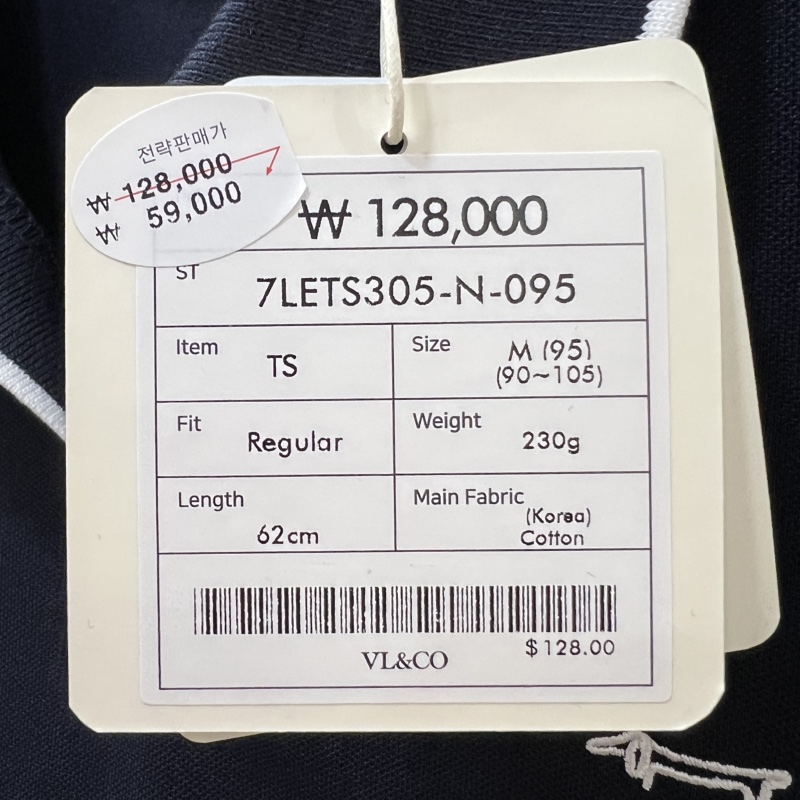 전략판매가
₩ 128,000
₩ 59,000
₩ 128,000
ST
7LETS305-N-095
Item
TS
Size
M (95)
(90~105)
Fit
Regular
Weight
230g
Length
62cm
Main Fabric
(Korea)
Cotton
$128.00
VL&CO